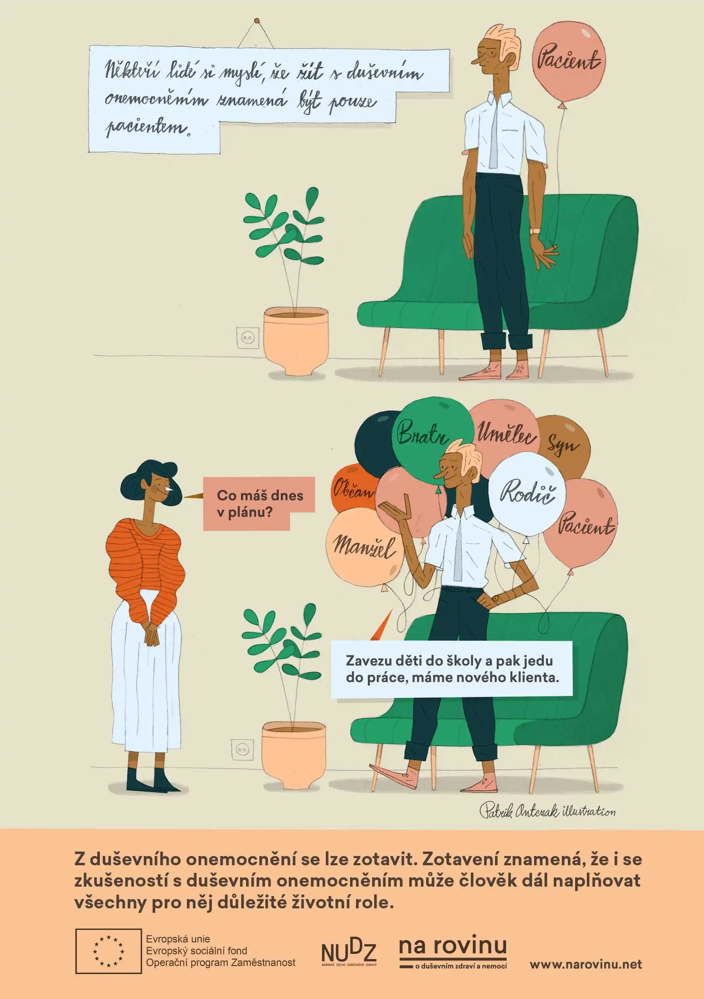 Někteří lidé si myslí, že žít s duševním
onemocněním znamená být pouze
pacientem.
Pacient
Bratr
Umělec
Syn
Občan
Rodič
Pacient
Manžel
Co máš dnes
v plánu?
Zavezu děti do školy a pak jedu
do práce, máme nového klienta.
Patrik Antczak illustration
Z duševního onemocnění se lze zotavit. Zotavení znamená, že i se
zkušeností s duševním onemocněním může člověk dál naplňovat
všechny pro něj důležité životní role.
Evropská unie
Evropský sociální fond
Operační program Zaměstnanost
NUDZ
NÁRODNÍ ÚSTAV DUŠEVNÍHO ZDRAVÍ
na rovinu
o duševním zdraví a nemoci
www.narovinu.net